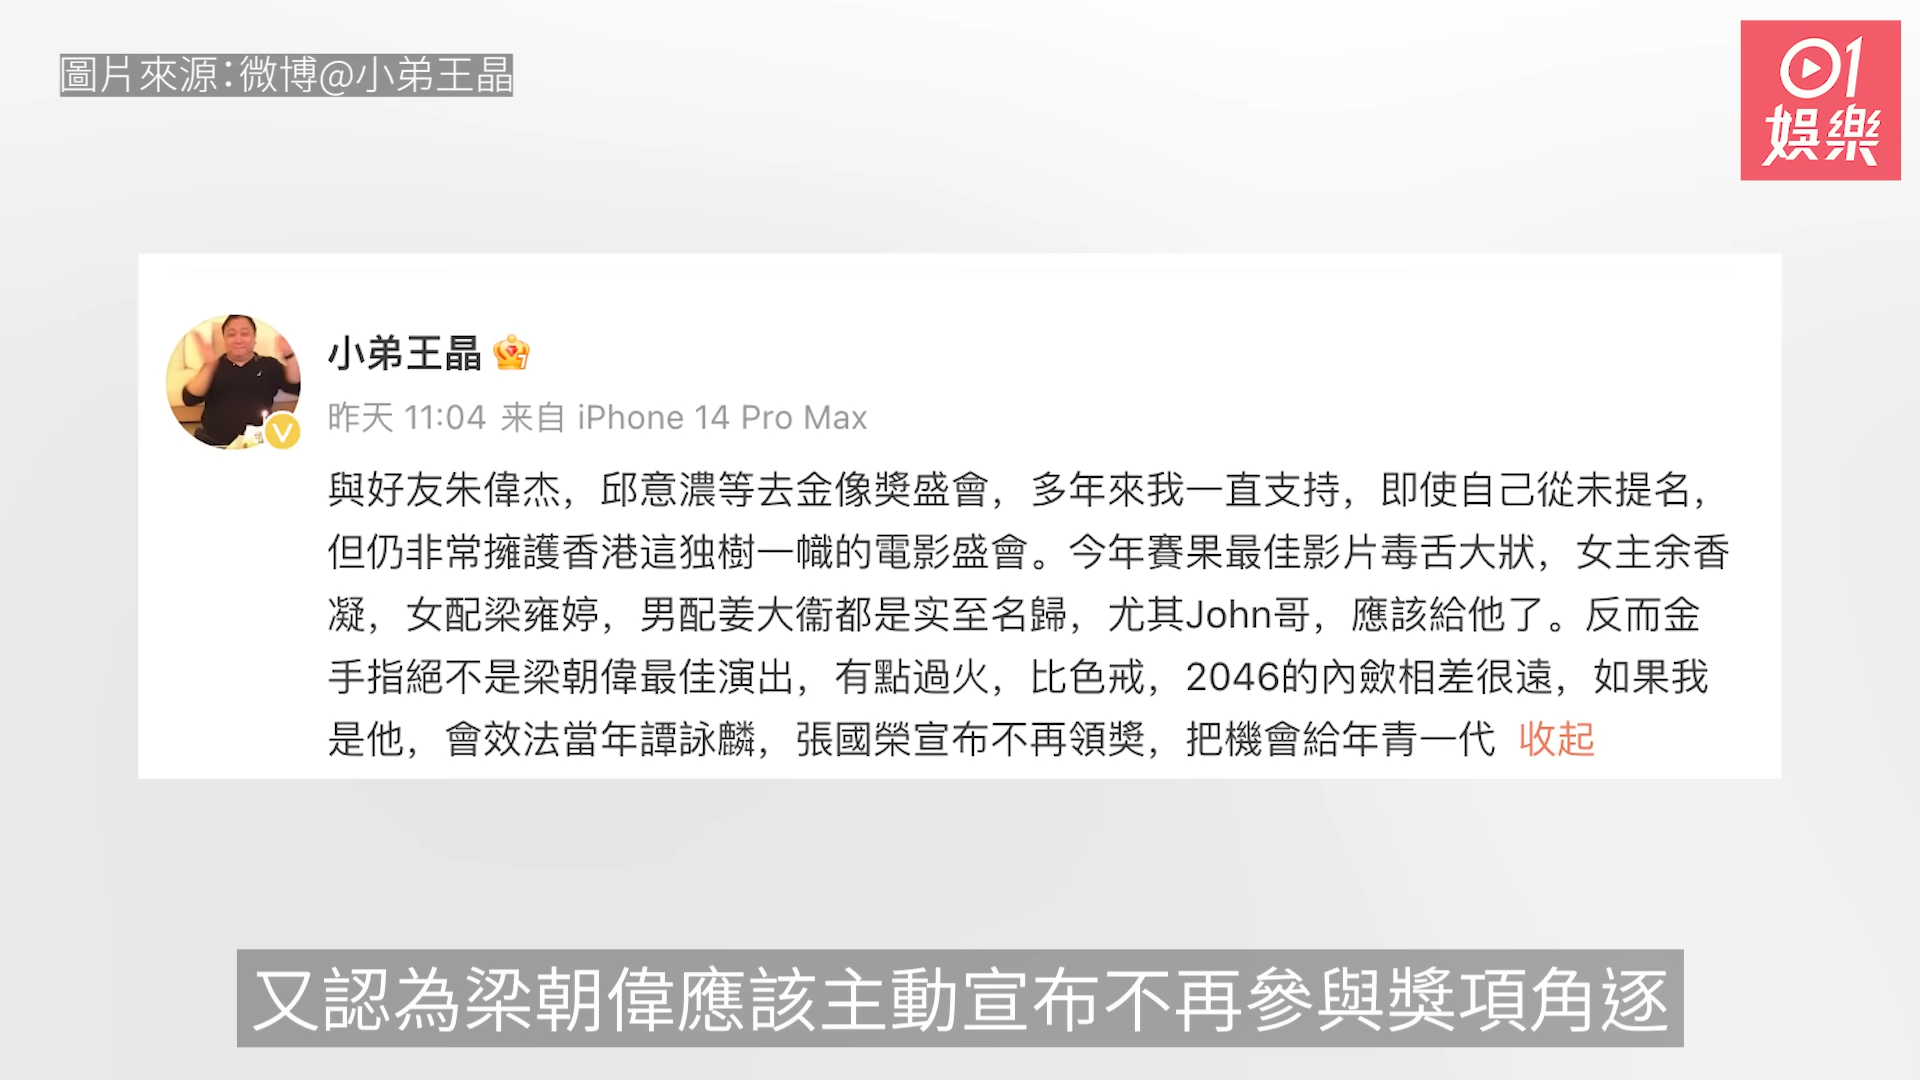 圖片來源：微博@小弟王晶
01
娛樂
小弟王晶
昨天 11:04 来自 iPhone 14 Pro Max
與好友朱偉杰，邱意濃等去金像獎盛會，多年來我一直支持，即使自己從未提名，
但仍非常擁護香港這独樹一幟的電影盛會。今年賽果最佳影片毒舌大狀，女主余香
凝，女配梁雍婷，男配姜大衞都是实至名歸，尤其John哥，應該給他了。反而金
手指絕不是梁朝偉最佳演出，有點過火，比色戒，2046的內斂相差很遠，如果我
是他，會效法當年譚詠麟，張國榮宣布不再領獎，把機會給年青一代 收起
又認為梁朝偉應該主動宣布不再參與獎項角逐